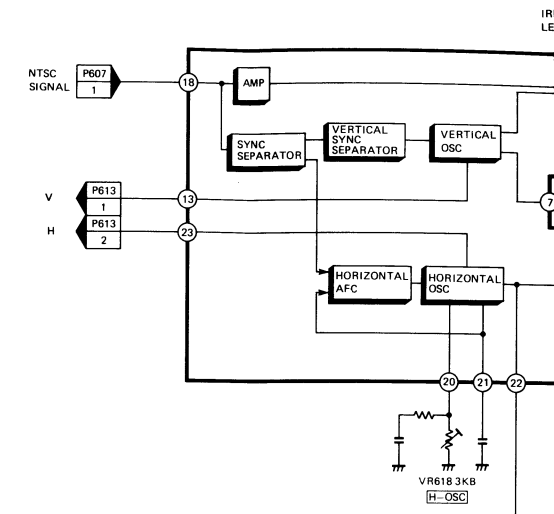 IR
LE
NTSC
SIGNAL
P607
1
18
AMP
SYNC
SEPARATOR
VERTICAL
SYNC
SEPARATOR
VERTICAL
OSC
V
P613
1
13
7
H
P613
2
23
HORIZONTAL
AFC
HORIZONTAL
OSC
20
21
22
VR618 3KB
H-OSC